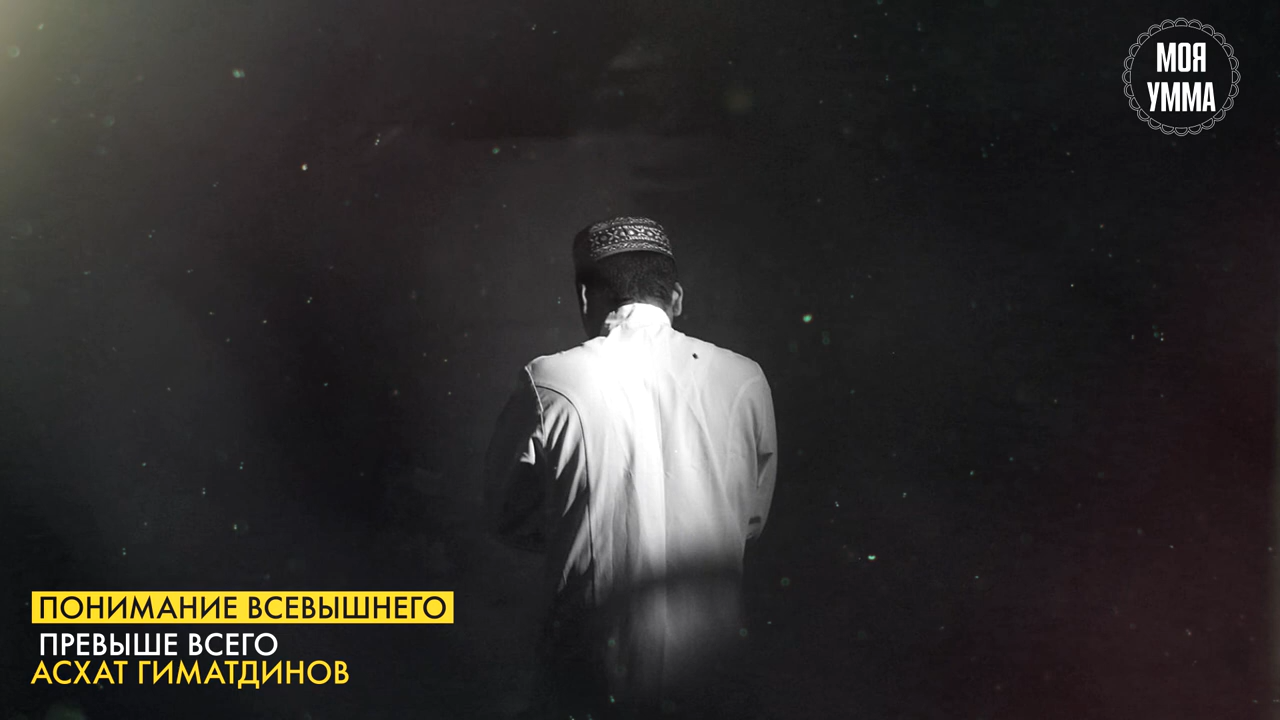 МОЯ
УММА
ПОНИМАНИЕ ВСЕВЫШНЕГО
ПРЕВЫШЕ ВСЕГО
АСХАТ ГИМАТДИНОВ